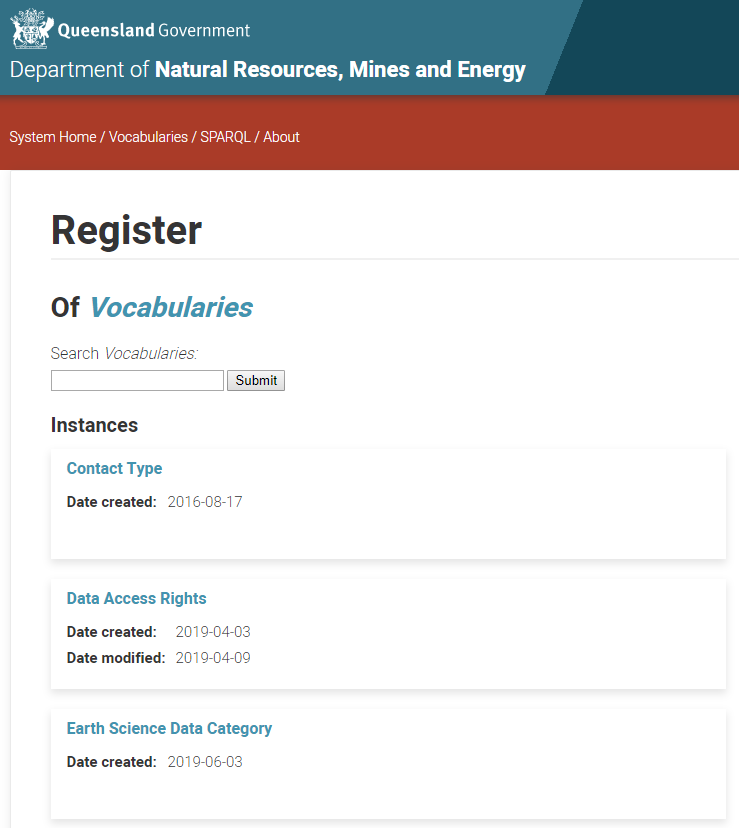 Queensland Government
Department of Natural Resources, Mines and Energy
System Home / Vocabularies / SPARQL / About
Register
Of Vocabularies
Search Vocabularies:
Submit
Instances
Contact Type
Date created: 2016-08-17
Data Access Rights
Date created: 2019-04-03
Date modified: 2019-04-09
Earth Science Data Category
Date created: 2019-06-03